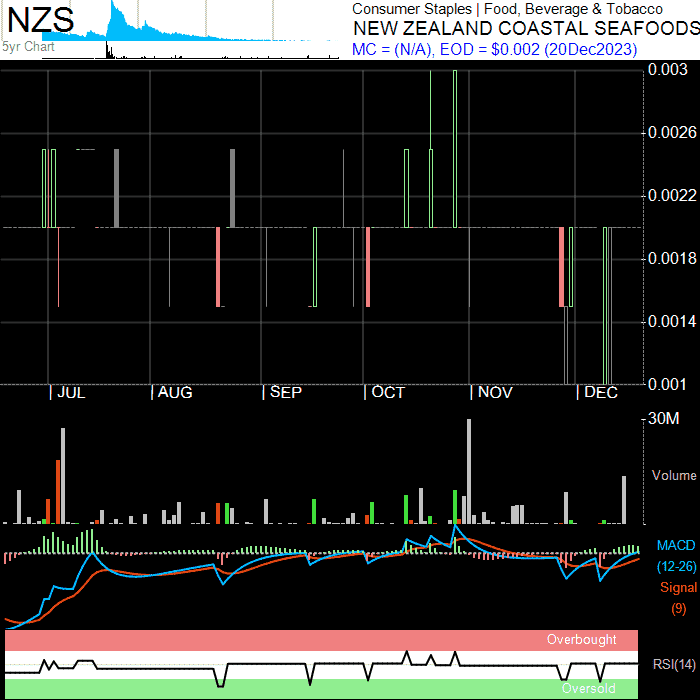 NZS
5yr Chart
Consumer Staples | Food, Beverage & Tobacco
NEW ZEALAND COASTAL SEAFOODS
MC = (N/A), EOD = $0.002 (20Dec2023)
0.003
0.0026
0.0022
0.0018
0.0014
0.001
| JUL | AUG | SEP | OCT | NOV | DEC
30M
Volume
MACD
(12-26)
Signal
(9)
Overbought
RSI(14)
Oversold